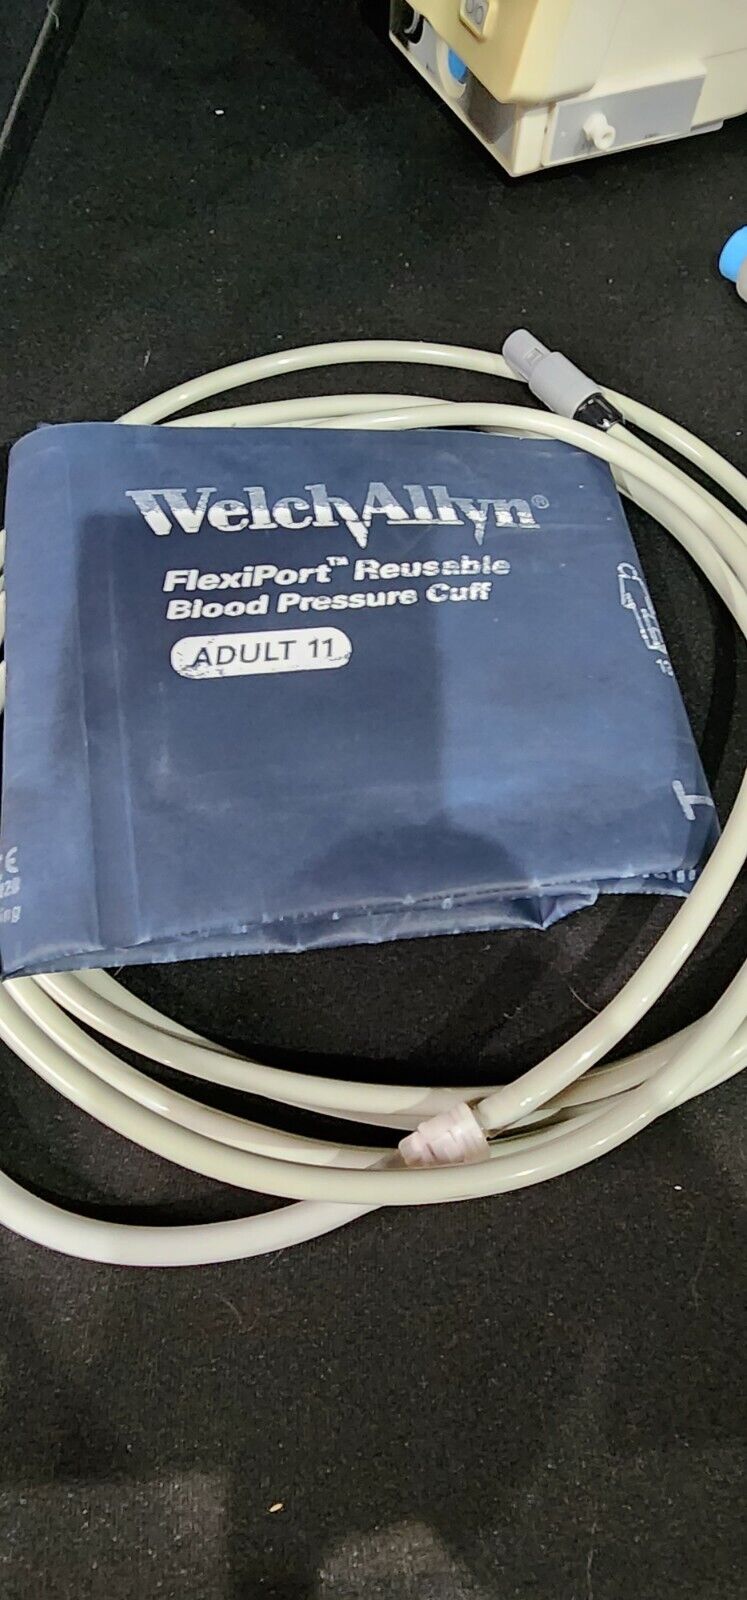 WelchAllyn®
FlexiPort™ Reusable
Blood Pressure Cuff
ADULT 11